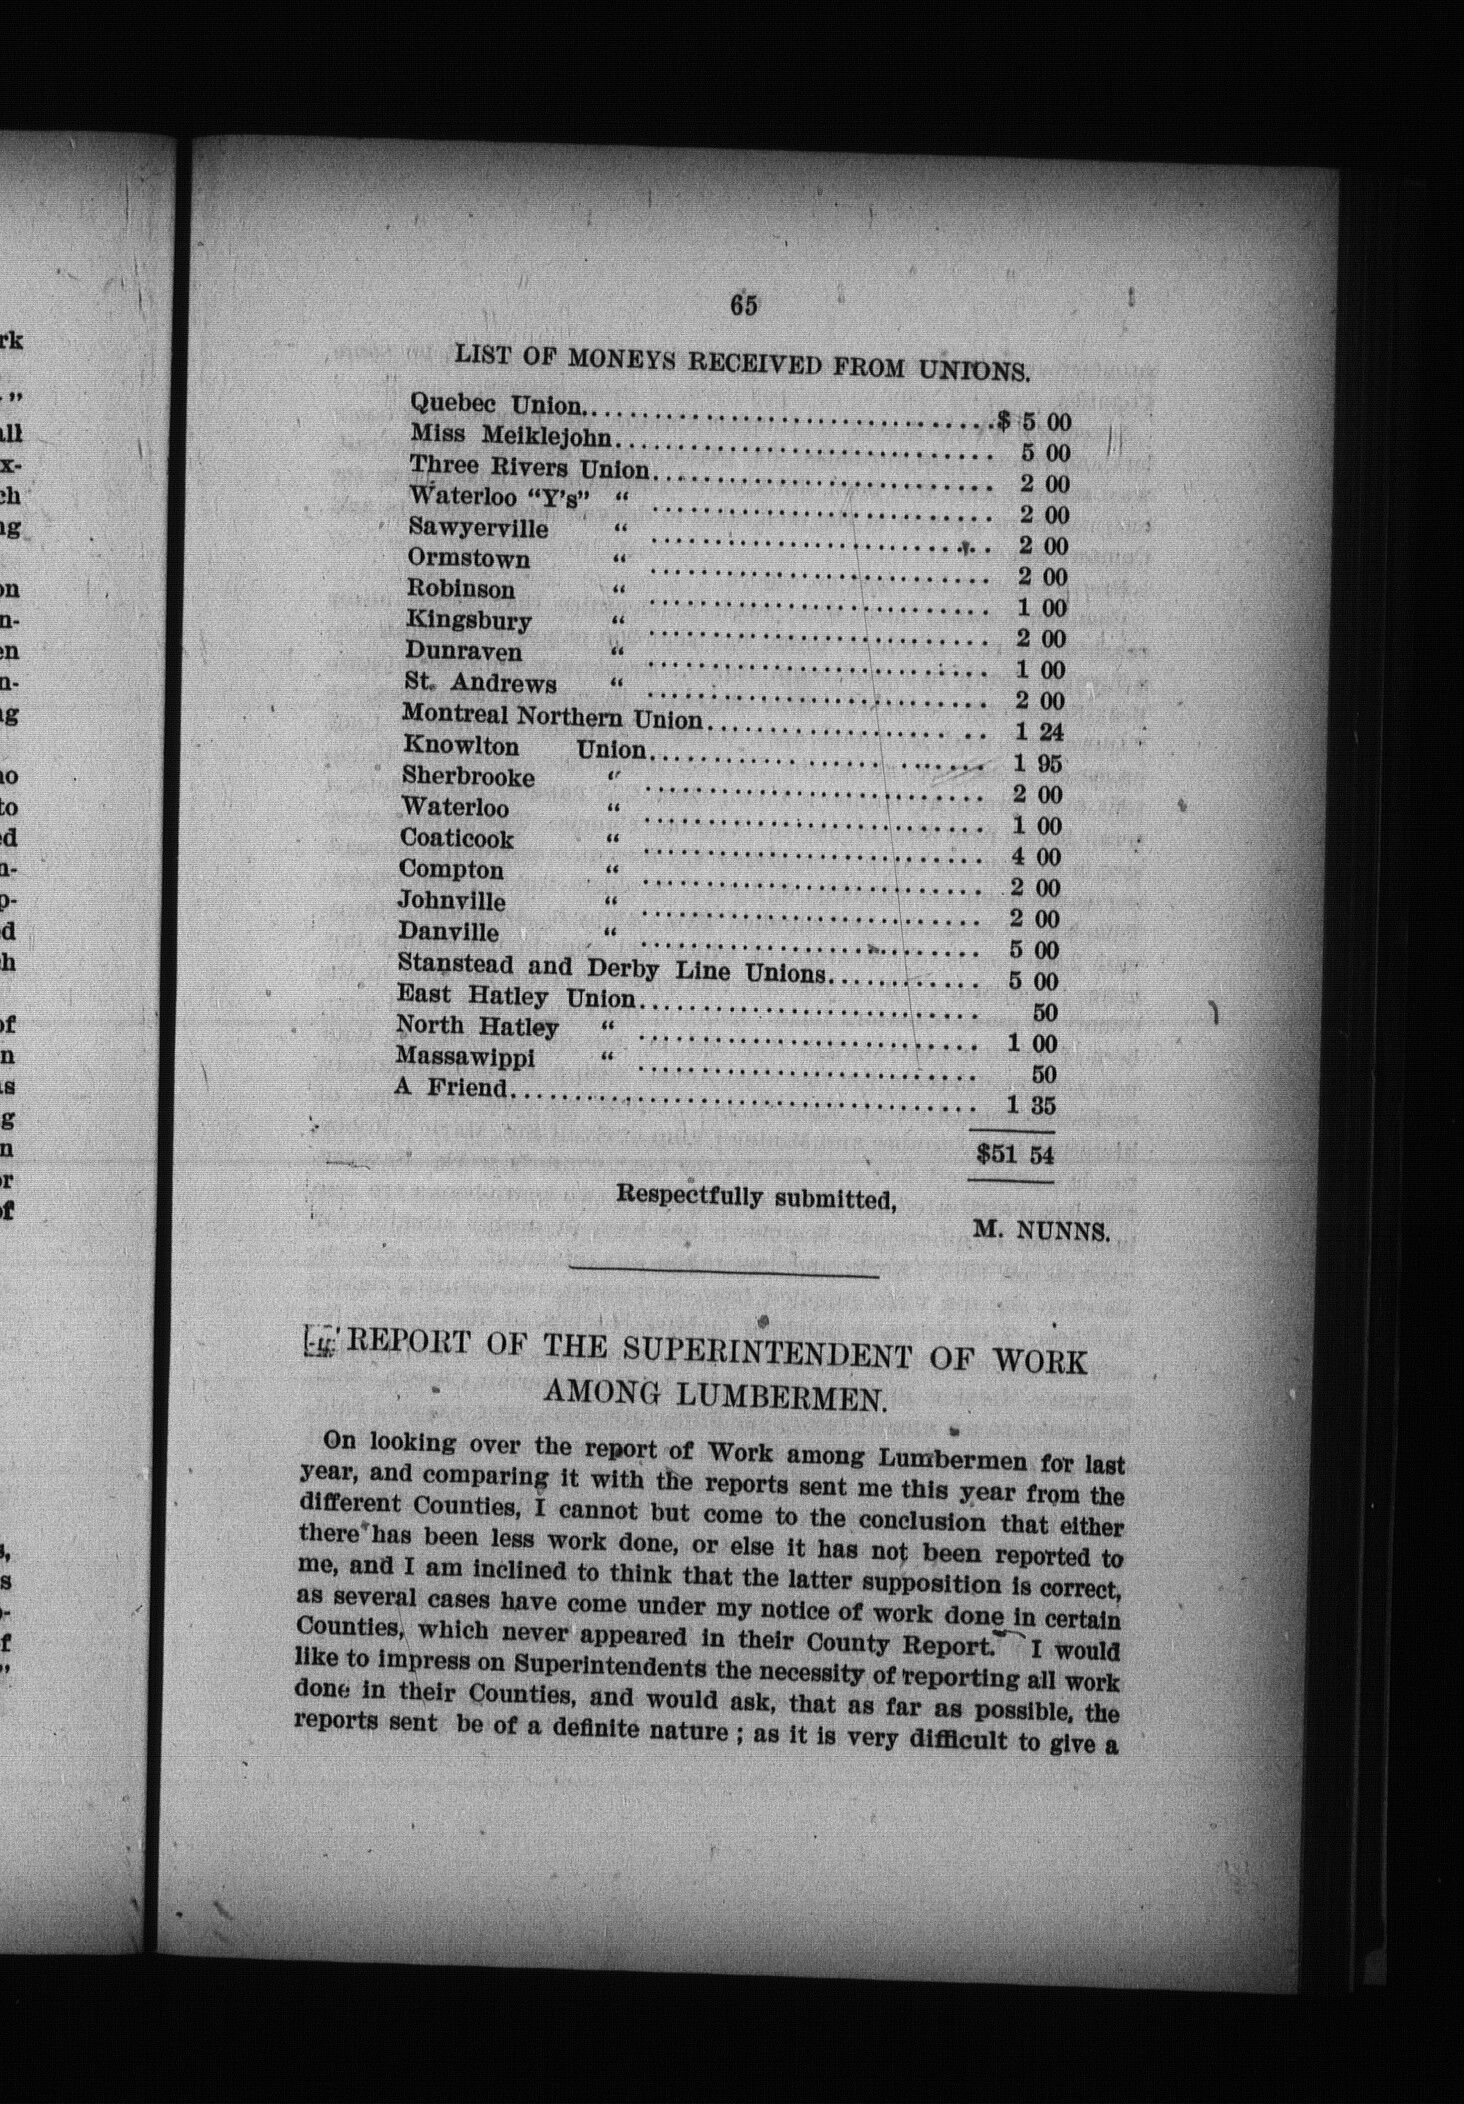 65
LIST OF MONEYS RECEIVED FROM UNIONS.
Quebec Union..................................$ 5 00
Miss Meiklejohn.............................. 5 00
Three Rivers Union........................... 2 00
Waterloo "Y's" " ........................... 2 00
Sawyerville " ........................... 2 00
Ormstown " ........................... 2 00
Robinson " ........................... 1 00
Kingsbury " ........................... 2 00
Dunraven " ........................... 1 00
St. Andrews " ........................... 2 00
Montreal Northern Union..................... 1 24
Knowlton Union........................... 1 95
Sherbrooke " ........................... 2 00
Waterloo " ........................... 1 00
Coaticook " ........................... 4 00
Compton " ........................... 2 00
Johnville " ........................... 2 00
Danville " ........................... 5 00
Stanstead and Derby Line Unions............ 5 00
East Hatley Union........................... 50
North Hatley " ........................... 1 00
Massawippi " ........................... 50
A Friend..................................... 1 35
$51 54
Respectfully submitted,
M. NUNNS.
REPORT OF THE SUPERINTENDENT OF WORK
AMONG LUMBERMEN.
On looking over the report of Work among Lumbermen for last
year, and comparing it with the reports sent me this year from the
different Counties, I cannot but come to the conclusion that either
there has been less work done, or else it has not been reported to
me, and I am inclined to think that the latter supposition is correct,
as several cases have come under my notice of work done in certain
Counties, which never appeared in their County Report. I would
like to impress on Superintendents the necessity of reporting all work
done in their Counties, and would ask, that as far as possible, the
reports sent be of a definite nature ; as it is very difficult to give a